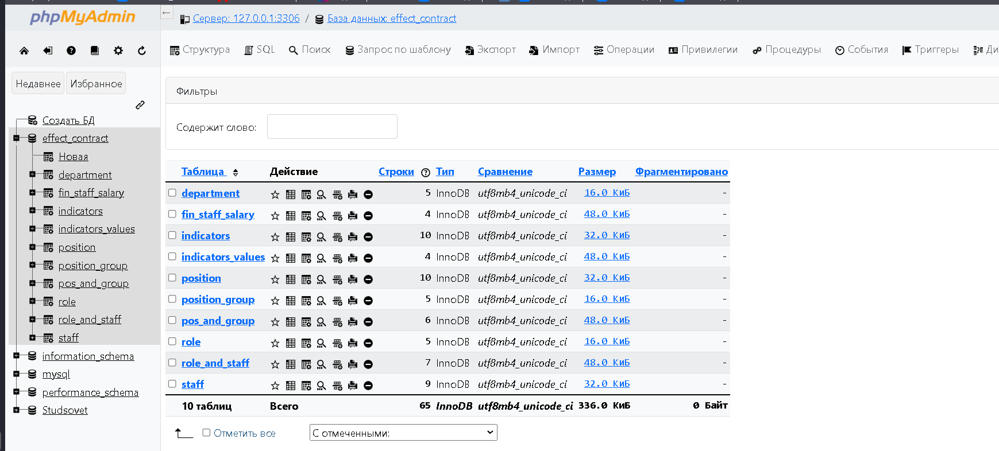 phpMyAdmin
Недавнее Избранное
Создать БД
effect_contract
Новая
department
fin_staff_salary
indicators
indicators_values
position
position_group
pos_and_group
role
role_and_staff
staff
information_schema
mysql
performance_schema
Studsovet
← Сервер: 127.0.0.1:3306 / База данных: effect_contract
Структура SQL Поиск Запрос по шаблону Экспорт Импорт Операции Привилегии Процедуры События Триггеры
Фильтры
Содержит слово:
Таблица Действие Строки Тип Сравнение Размер Фрагментировано
department 5 InnoDB utf8mb4_unicode_ci 16.0 КиБ -
fin_staff_salary 4 InnoDB utf8mb4_unicode_ci 48.0 КиБ -
indicators 10 InnoDB utf8mb4_unicode_ci 32.0 КиБ -
indicators_values 4 InnoDB utf8mb4_unicode_ci 48.0 КиБ -
position 10 InnoDB utf8mb4_unicode_ci 32.0 КиБ -
position_group 5 InnoDB utf8mb4_unicode_ci 16.0 КиБ -
pos_and_group 6 InnoDB utf8mb4_unicode_ci 48.0 КиБ -
role 5 InnoDB utf8mb4_unicode_ci 16.0 КиБ -
role_and_staff 7 InnoDB utf8mb4_unicode_ci 48.0 КиБ -
staff 9 InnoDB utf8mb4_unicode_ci 32.0 КиБ -
10 таблиц Всего 65 InnoDB utf8mb4_unicode_ci 336.0 КиБ 0 Байт
Отметить все С отмеченными: